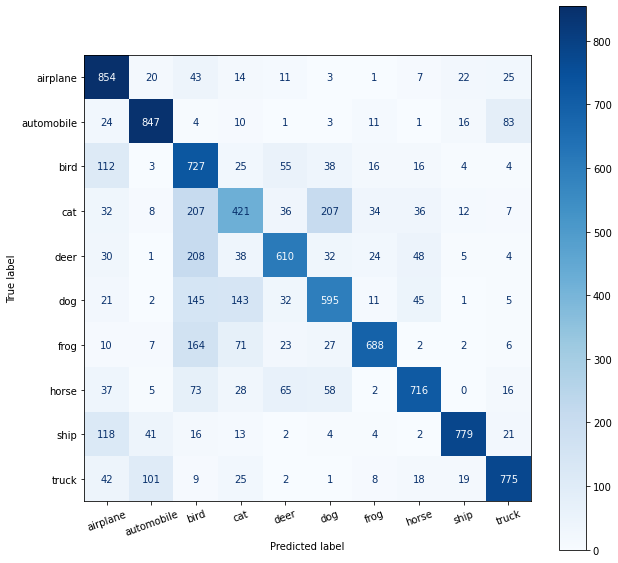 airplane 854 20 43 14 11 3 1 7 22 25
automobile 24 847 4 10 1 3 11 1 16 83
bird 112 3 727 25 55 38 16 16 4 4
cat 32 8 207 421 36 207 34 36 12 7
deer 30 1 208 38 610 32 24 48 5 4
dog 21 2 145 143 32 595 11 45 1 5
frog 10 7 164 71 23 27 688 2 2 6
horse 37 5 73 28 65 58 2 716 0 16
ship 118 41 16 13 2 4 4 2 779 21
truck 42 101 9 25 2 1 8 18 19 775
airplane automobile bird cat deer dog frog horse ship truck
Predicted label
True label
800
700
600
500
400
300
200
100
0